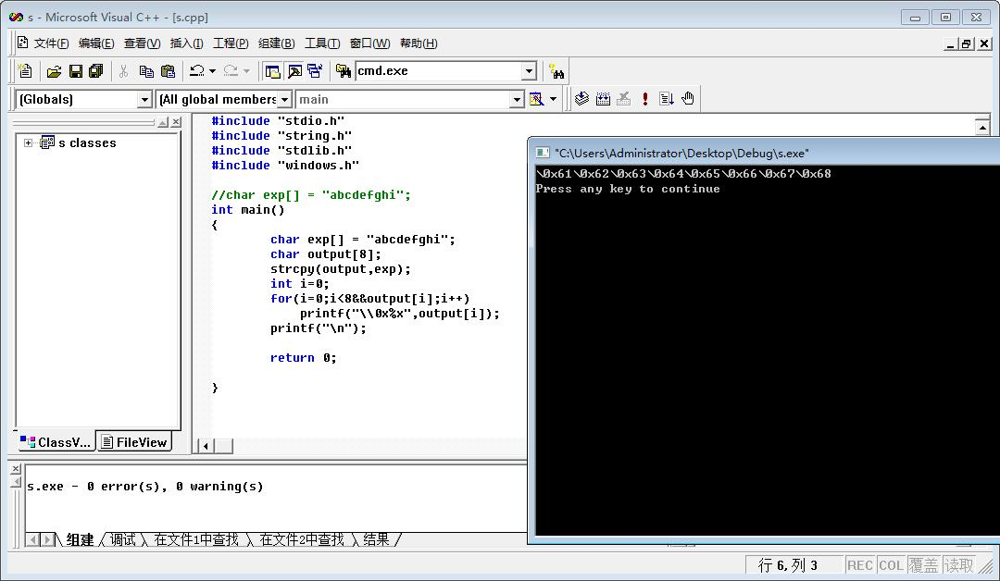 s - Microsoft Visual C++ - [s.cpp]
文件(F) 编辑(E) 查看(V) 插入(I) 工程(P) 组建(B) 工具(T) 窗口(W) 帮助(H)
cmd.exe
(Globals) (All global members main
s classes
#include "stdio.h"
#include "string.h"
#include "stdlib.h"
#include "windows.h"
//char exp[] = "abcdefghi";
int main()
{
char exp[] = "abcdefghi";
char output[8];
strcpy(output,exp);
int i=0;
for(i=0;i<8&&output[i];i++)
printf("\\0x%x",output[i]);
printf("\n");
return 0;
}
"C:\Users\Administrator\Desktop\Debug\s.exe"
\0x61\0x62\0x63\0x64\0x65\0x66\0x67\0x68
Press any key to continue
ClassV... FileView
s.exe - 0 error(s), 0 warning(s)
组建 调试 在文件1中查找 在文件2中查找 结果
行 6, 列 3 REC COL 覆盖 读取